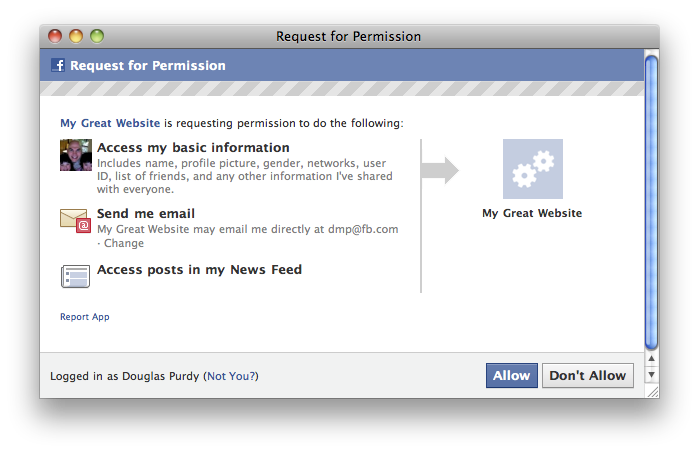 Request for Permission
f Request for Permission
My Great Website is requesting permission to do the following:
Access my basic information
Includes name, profile picture, gender, networks, user
ID, list of friends, and any other information I've shared
with everyone.
Send me email
@
My Great Website may email me directly at dmp@fb.com
· Change
Access posts in my News Feed
My Great Website
Report App
Logged in as Douglas Purdy (Not You?)
Allow
Don't Allow